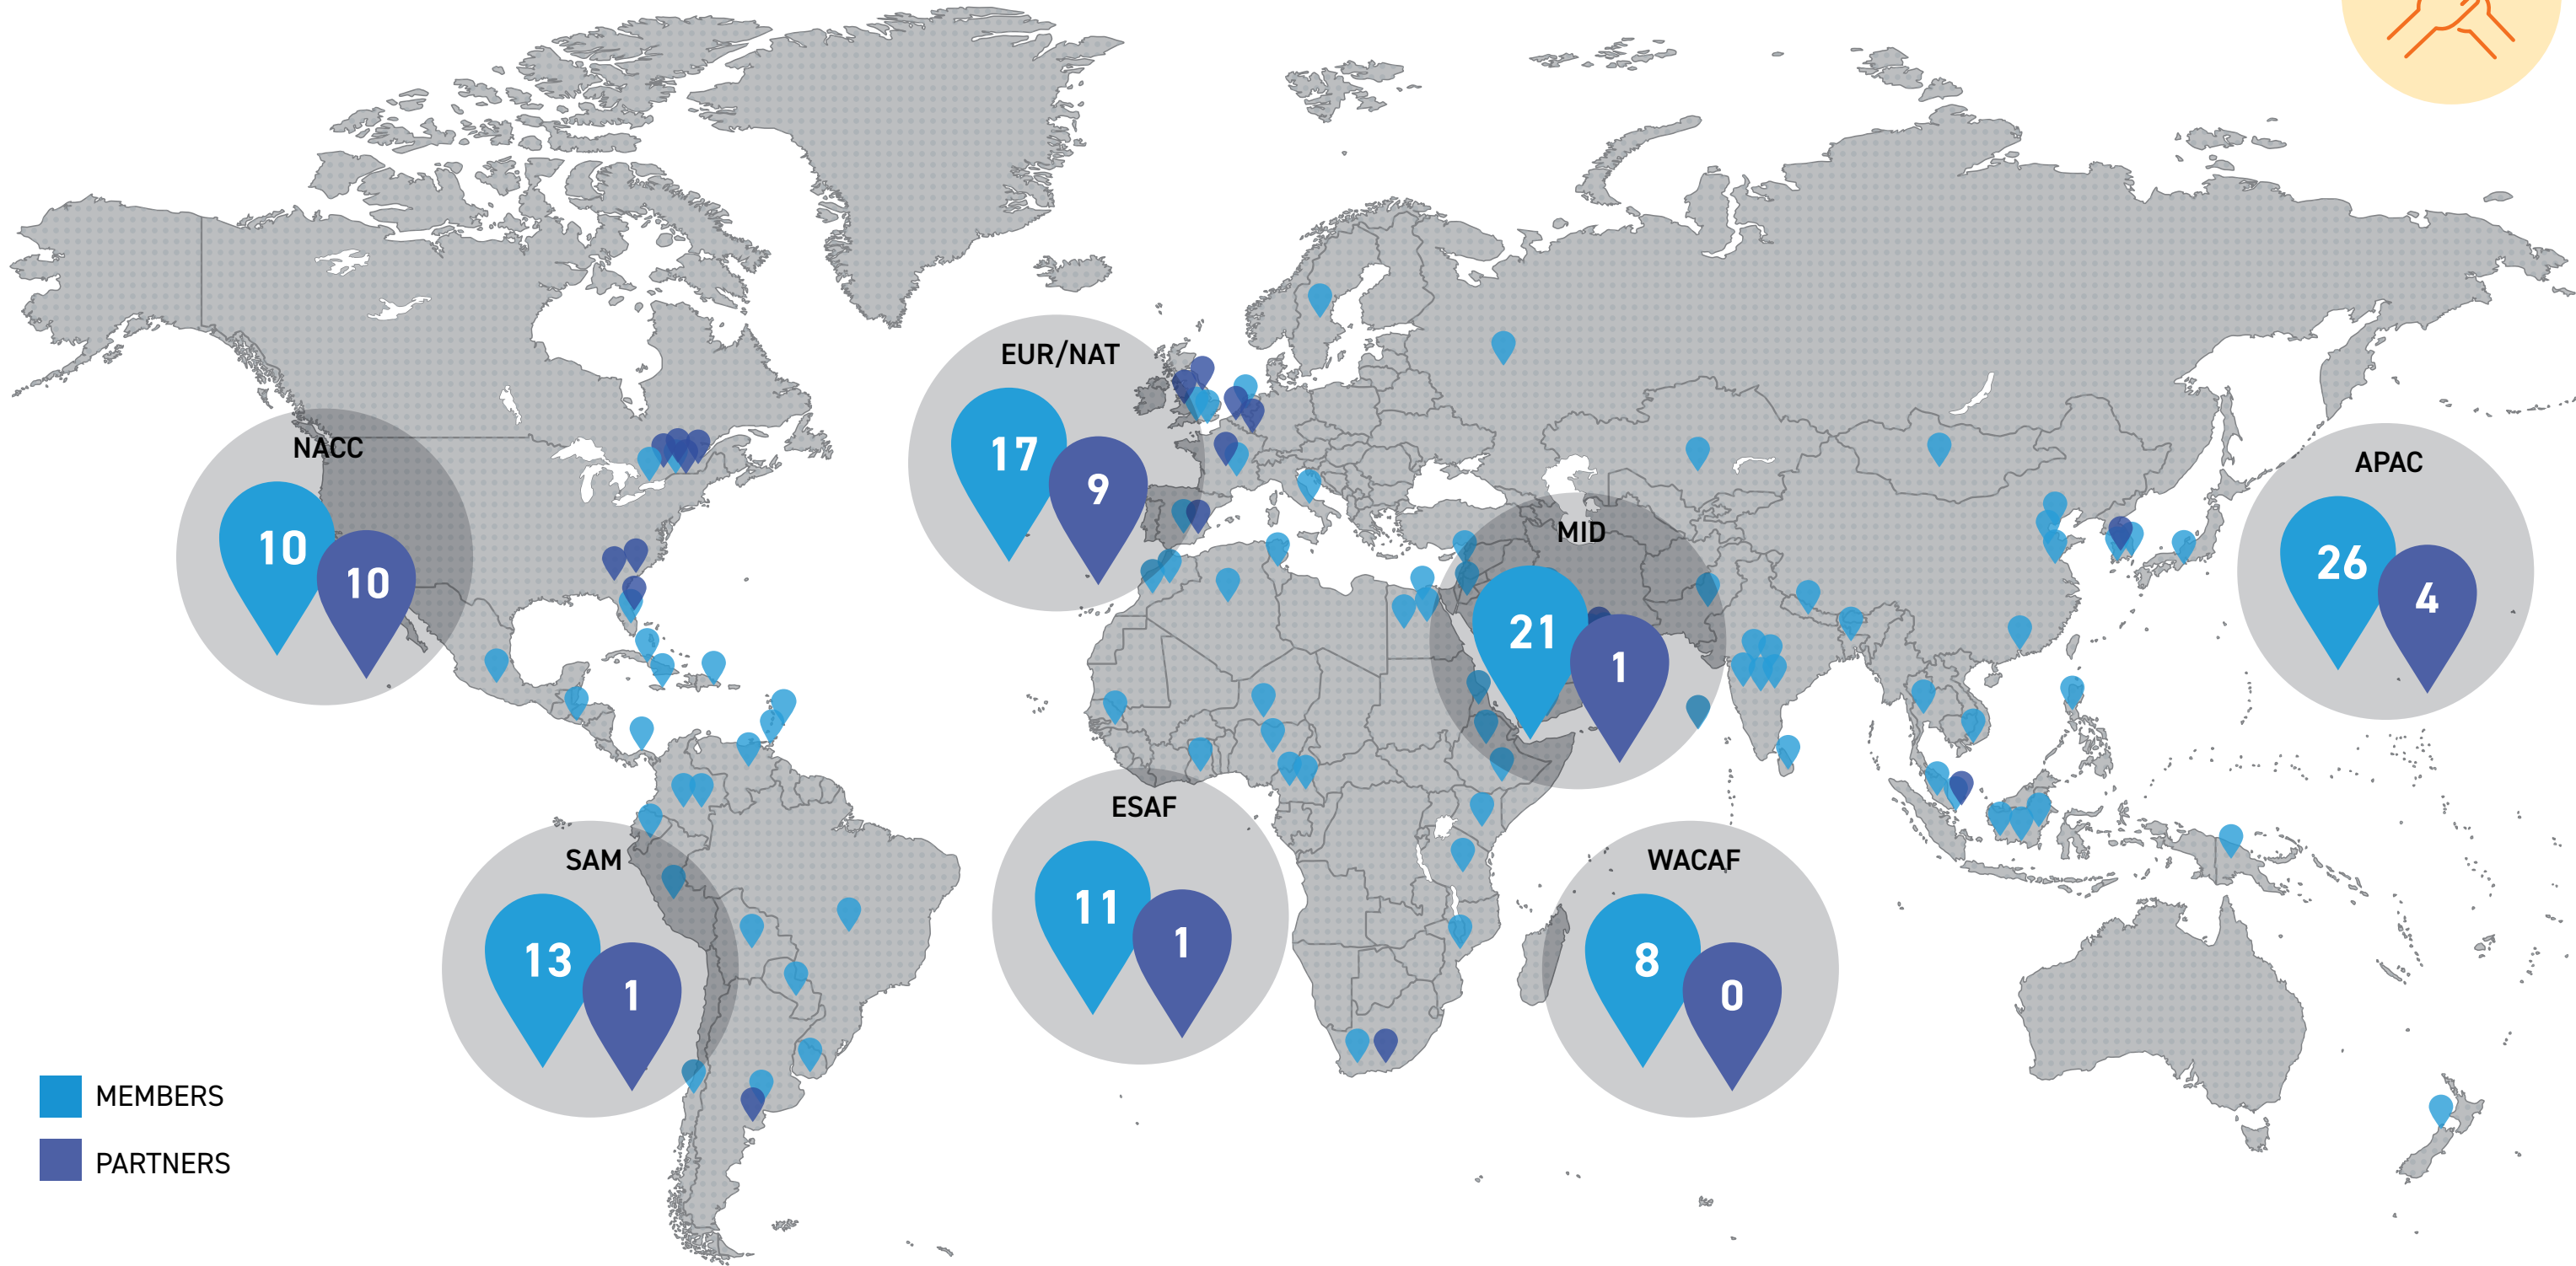 EUR/NAT
17
9
NACC
10
10
APAC
26
4
MID
21
1
ESAF
11
1
SAM
13
1
WACAF
8
0
MEMBERS
PARTNERS